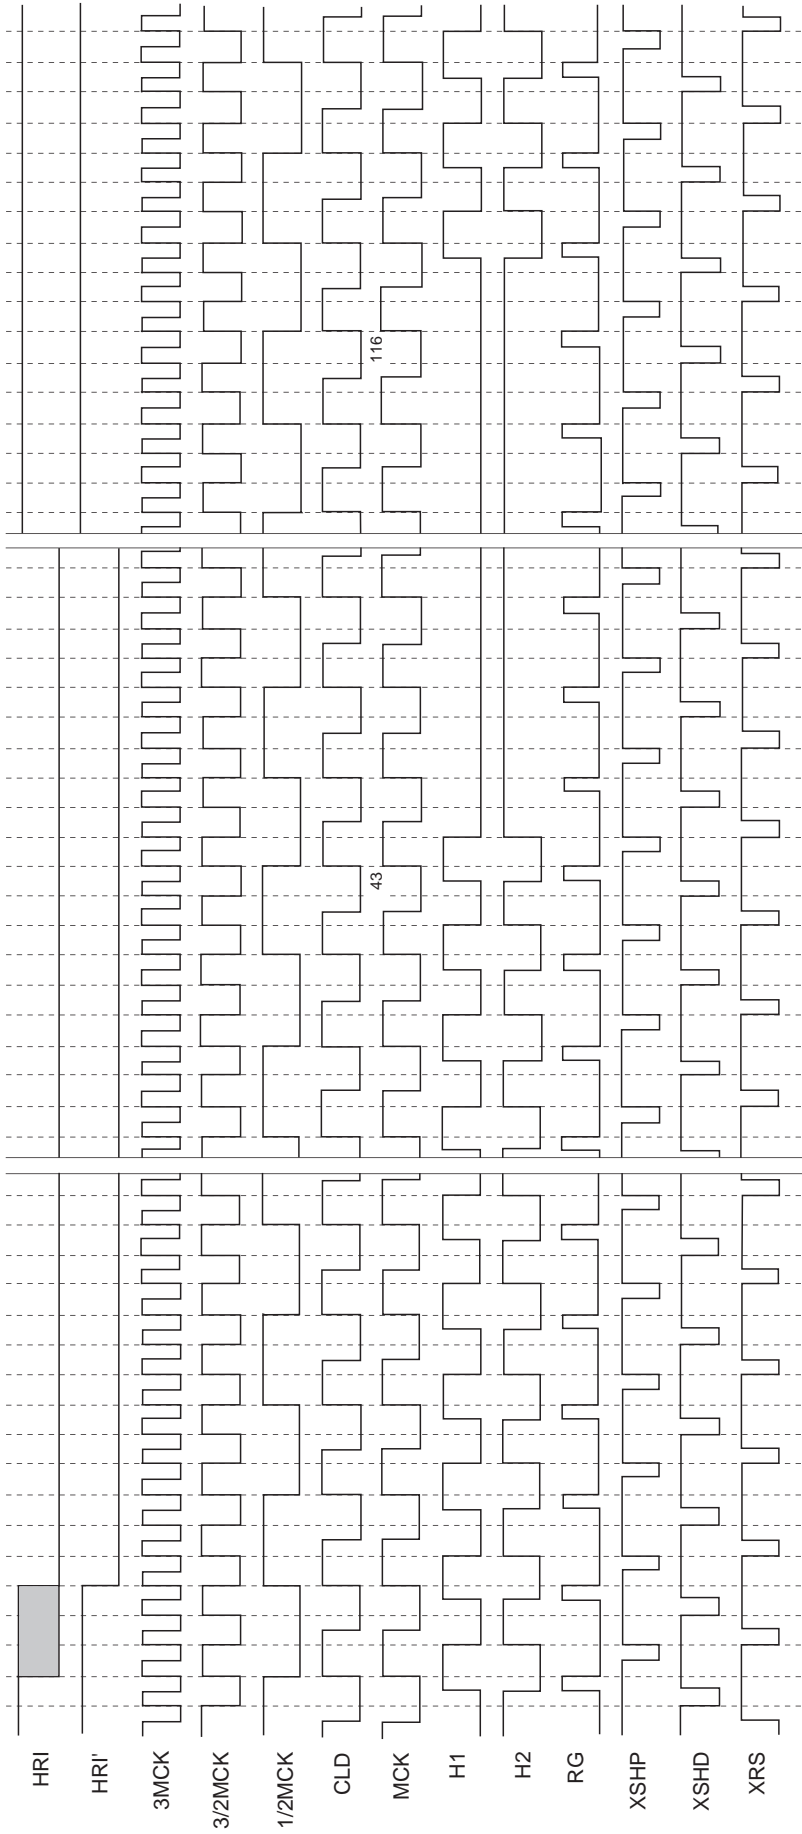 116
43
HRI
HRI'
3MCK
3/2MCK
1/2MCK
CLD
MCK
H1
H2
RG
XSHP
XSHD
XRS